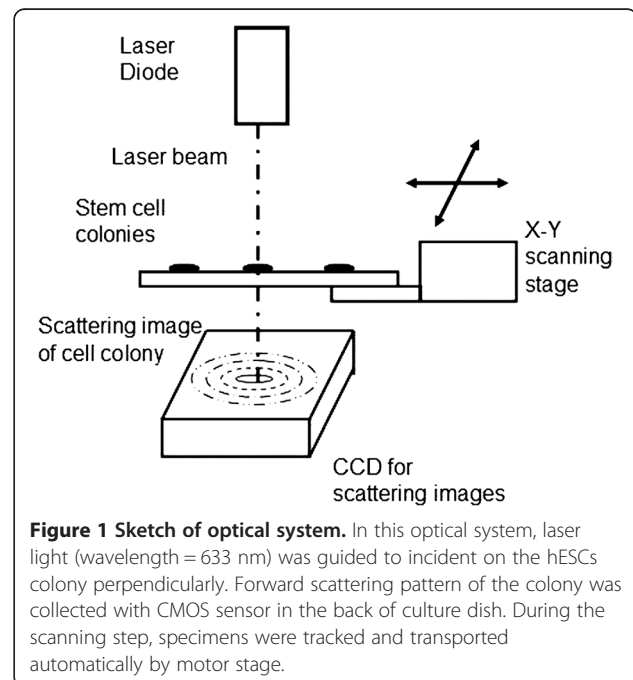 Laser
Diode
Laser beam
Stem cell
colonies
X-Y
scanning
stage
Scattering image
of cell colony
CCD for
scattering images
Figure 1 Sketch of optical system. In this optical system, laser
light (wavelength = 633 nm) was guided to incident on the hESCs
colony perpendicularly. Forward scattering pattern of the colony was
collected with CMOS sensor in the back of culture dish. During the
scanning step, specimens were tracked and transported
automatically by motor stage.